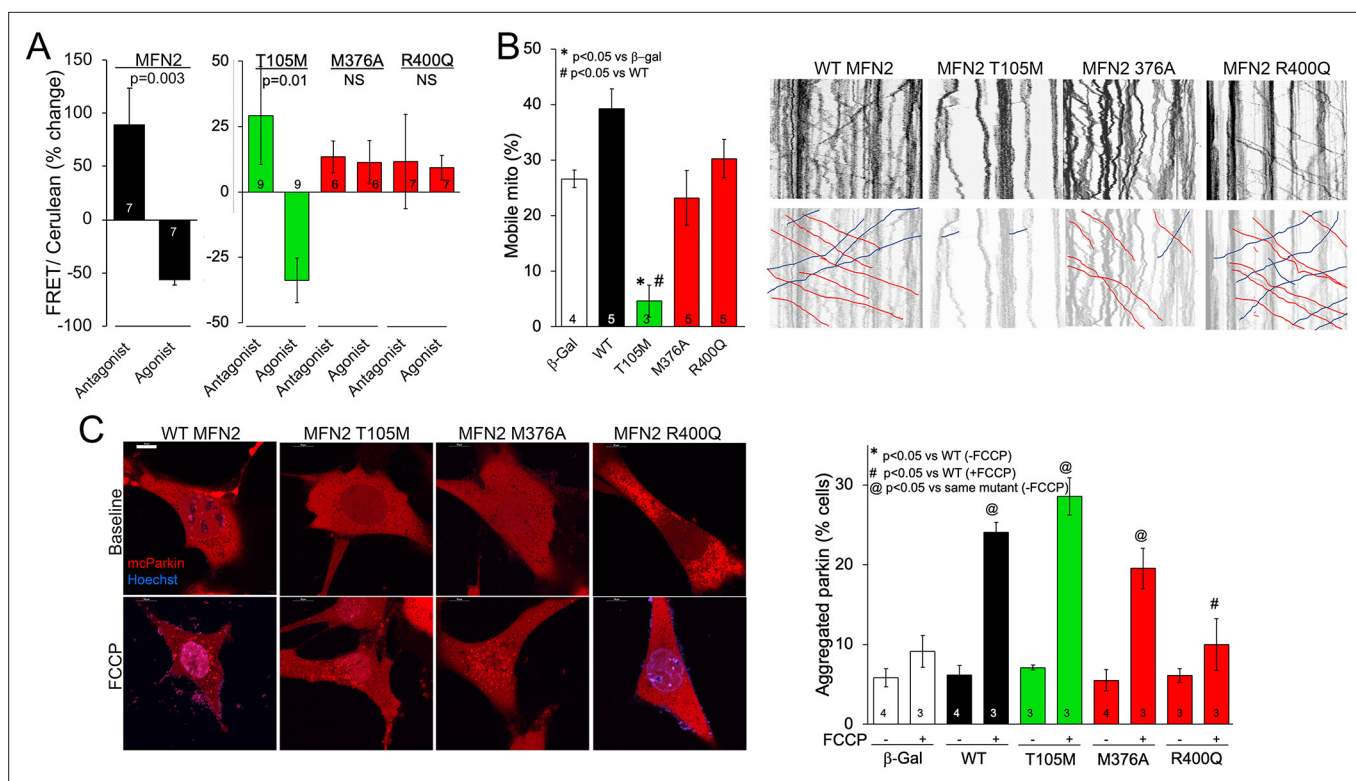 A
MFN2
p=0.003
FRET/ Cerulean (% change)
150
100
50
0
-50
-100
7
7
Antagonist
Agonist
T105M
M376A
R400Q
p=0.01
NS
NS
50
25
0
-25
-50
9
9
6
6
7
7
Antagonist
Agonist
Antagonist
Agonist
Antagonist
Agonist
B
* p<0.05 vs β–gal
# p<0.05 vs WT
Mobile mito (%)
50
40
30
20
10
0
* #
4
5
3
5
5
β-Gal
WT
T105M
M376A
R400Q
WT MFN2
MFN2 T105M
MFN2 376A
MFN2 R400Q
C
WT MFN2
MFN2 T105M
MFN2 M376A
MFN2 R400Q
Baseline
mcParkin
Hoechst
FCCP
* p<0.05 vs WT (-FCCP)
# p<0.05 vs WT (+FCCP)
@ p<0.05 vs same mutant (-FCCP)
Aggregated parkin (% cells)
30
20
10
0
@
@
@
#
4
3
4
3
3
3
4
3
3
3
FCCP - + - + - + - + - +
β-Gal
WT
T105M
M376A
R400Q